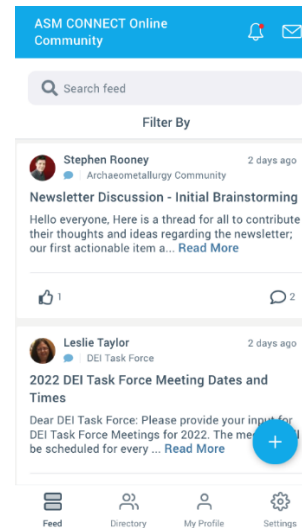 ASM CONNECT Online
Community
Search feed
Filter By
Stephen Rooney
2 days ago
Archaeometallurgy Community
Newsletter Discussion - Initial Brainstorming
Hello everyone, Here is a thread for all to contribute
their thoughts and ideas regarding the newsletter;
our first actionable item a... Read More
1
2
Leslie Taylor
2 days ago
DEI Task Force
2022 DEI Task Force Meeting Dates and
Times
Dear DEI Task Force: Please provide your input for
DEI Task Force Meetings for 2022. The
be scheduled for every ... Read More
+
Feed
Directory
My Profile
Settings